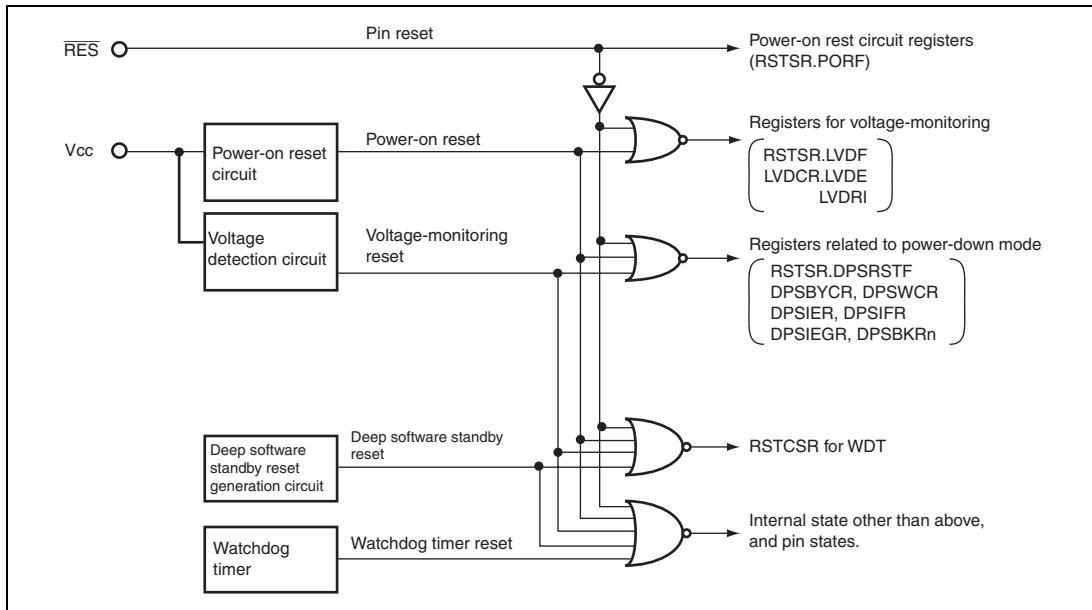 RES
Pin reset
Power-on rest circuit registers
(RSTSR.PORF)
Vcc
Power-on reset
circuit
Power-on reset
Registers for voltage-monitoring
RSTSR.LVDF
LVDCR.LVDE
LVDRI
Voltage
detection circuit
Voltage-monitoring
reset
Registers related to power-down mode
RSTSR.DPSRSTF
DPSBYCR, DPSWCR
DPSIER, DPSIFR
DPSIEGR, DPSBKRn
Deep software
standby reset
generation circuit
Deep software standby
reset
RSTCSR for WDT
Watchdog
timer
Watchdog timer reset
Internal state other than above,
and pin states.